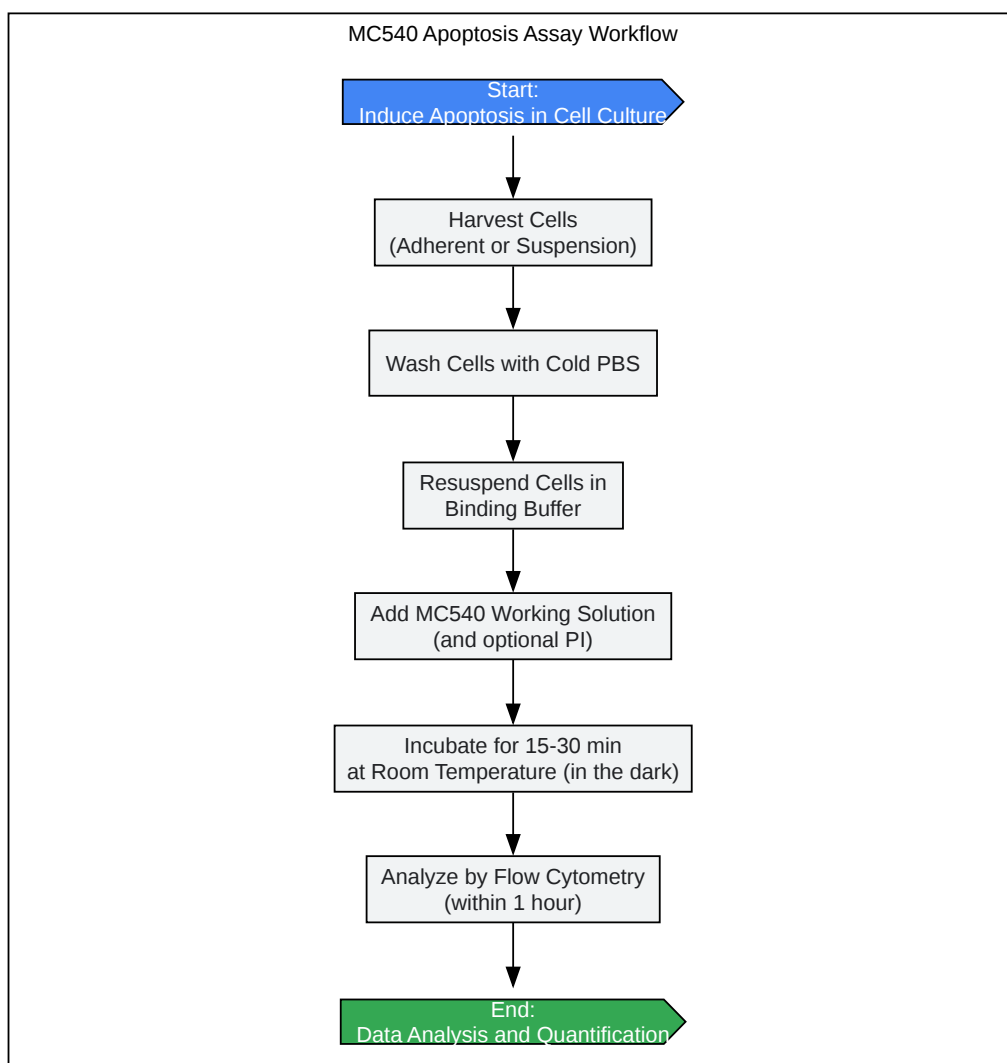 MC540 Apoptosis Assay Workflow
Start:
Induce Apoptosis in Cell Culture
Harvest Cells
(Adherent or Suspension)
Wash Cells with Cold PBS
Resuspend Cells in
Binding Buffer
Add MC540 Working Solution
(and optional PI)
Incubate for 15-30 min
at Room Temperature (in the dark)
Analyze by Flow Cytometry
(within 1 hour)
End:
Data Analysis and Quantification